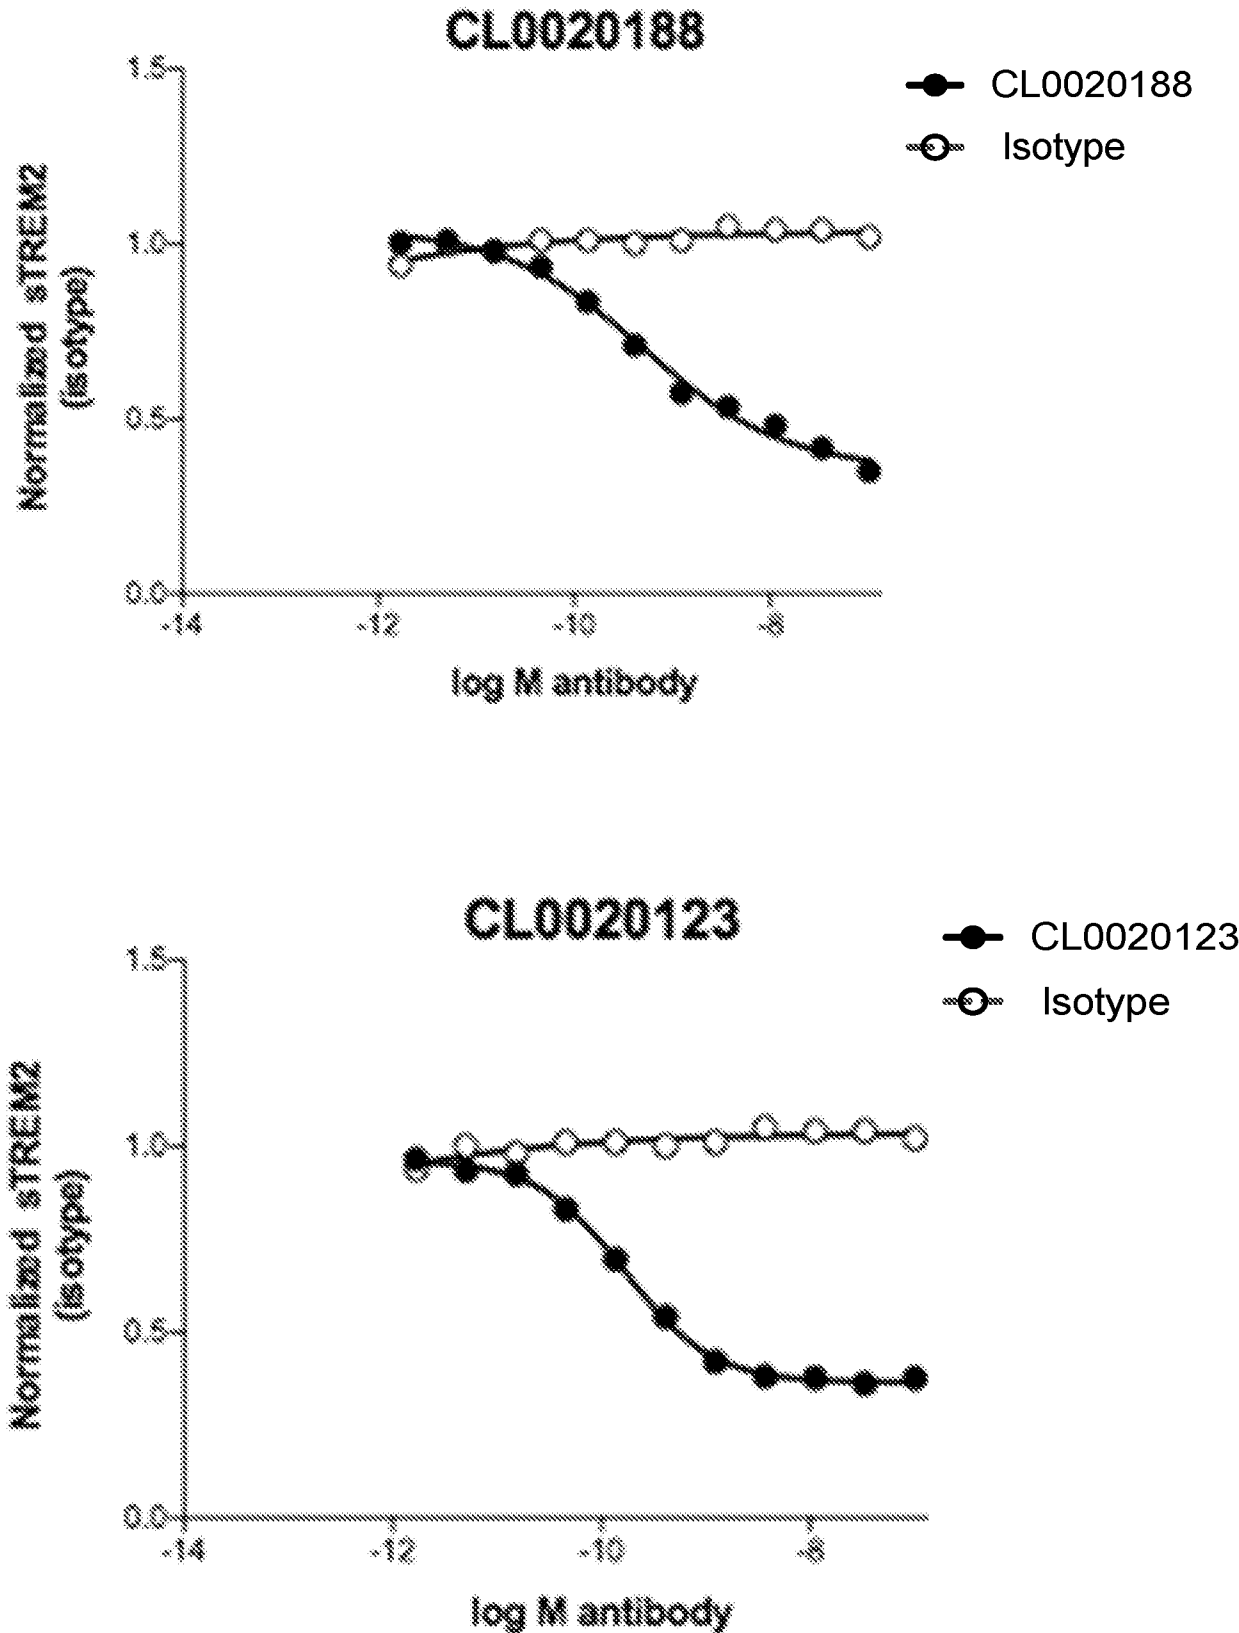 CL0020188
CL0020188
Isotype
1.5
1.0
0.5
0.0
Normalized sTREM2
(isotype)
-14
-12
-10
-8
log M antibody
CL0020123
CL0020123
Isotype
1.5
1.0
0.5
0.0
Normalized sTREM2
(isotype)
-14
-12
-10
-8
log M antibody